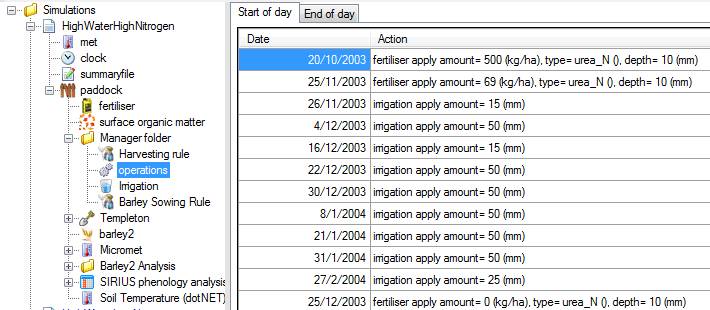 Simulations
HighWaterHighNitrogen
met
clock
summaryfile
paddock
fertiliser
surface organic matter
Manager folder
Harvesting rule
operations
Irrigation
Barley Sowing Rule
Templeton
barley2
Micromet
Barley2 Analysis
SIRIUS phenology analysis
Soil Temperature (dotNET)
Start of day End of day
Date Action
20/10/2003 fertiliser apply amount= 500 (kg/ha), type= urea_N (), depth= 10 (mm)
25/11/2003 fertiliser apply amount= 69 (kg/ha), type= urea_N (), depth= 10 (mm)
26/11/2003 irrigation apply amount= 15 (mm)
4/12/2003 irrigation apply amount= 50 (mm)
16/12/2003 irrigation apply amount= 15 (mm)
22/12/2003 irrigation apply amount= 50 (mm)
30/12/2003 irrigation apply amount= 50 (mm)
8/1/2004 irrigation apply amount= 50 (mm)
21/1/2004 irrigation apply amount= 50 (mm)
31/1/2004 irrigation apply amount= 50 (mm)
27/2/2004 irrigation apply amount= 25 (mm)
25/12/2003 fertiliser apply amount= 0 (kg/ha), type= urea_N (), depth= 10 (mm)